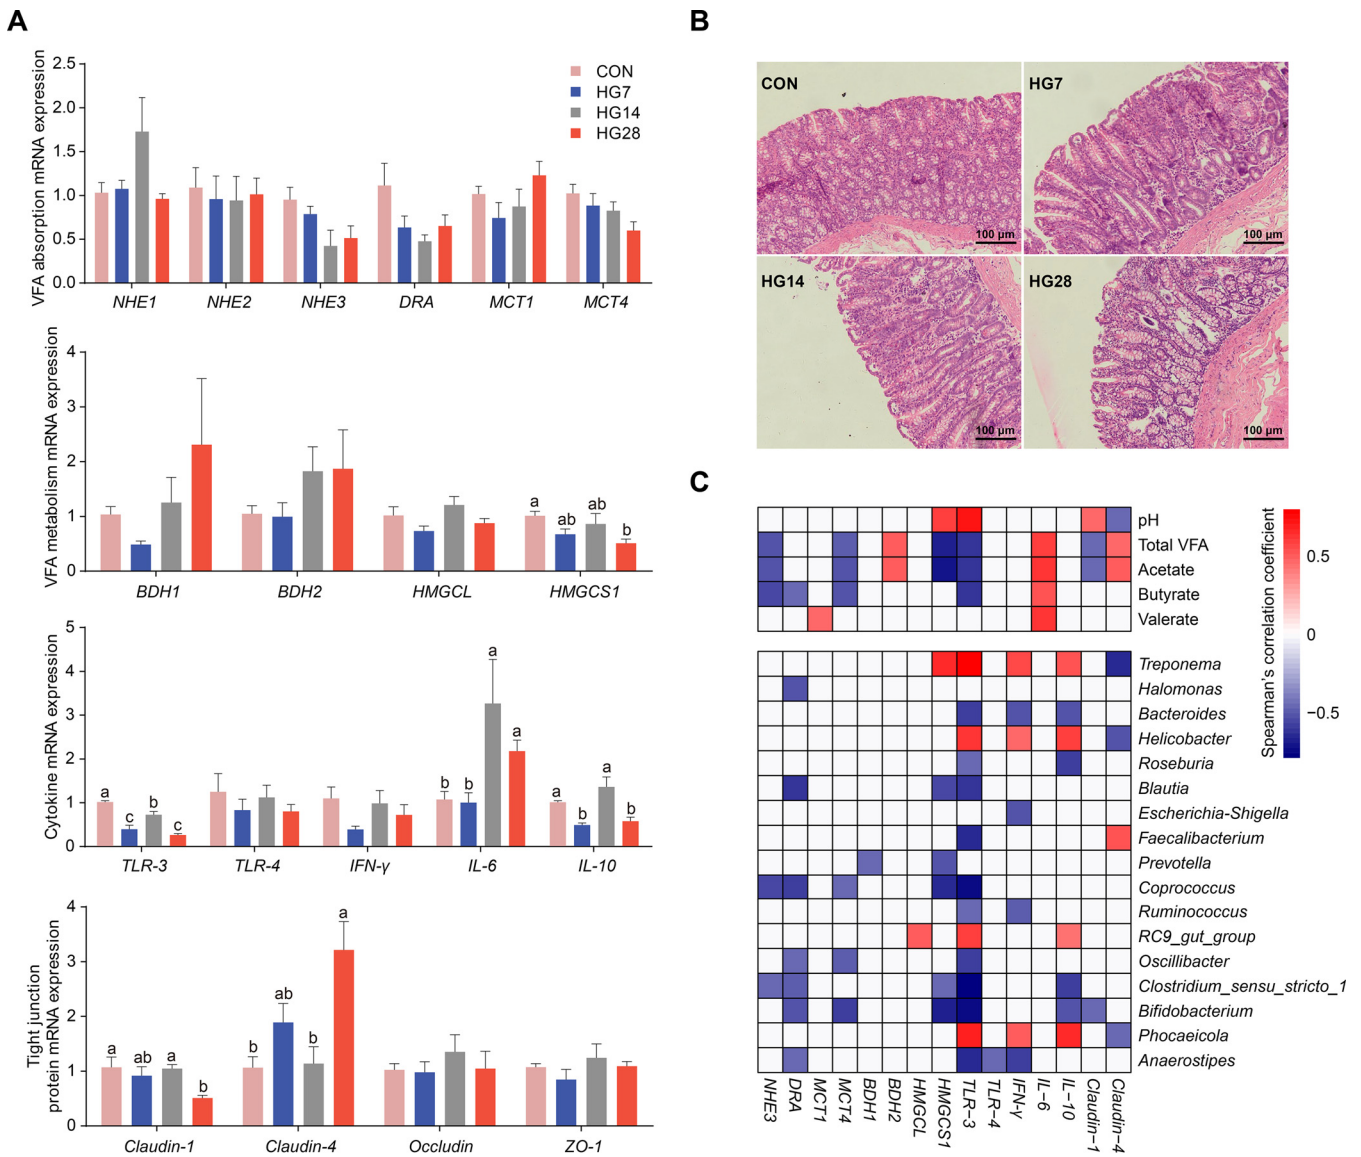 A
VFA absorption mRNA expression
2.5
2.0
1.5
1.0
0.5
0.0
CON
HG7
HG14
HG28
NHE1 NHE2 NHE3 DRA MCT1 MCT4
VFA metabolism mRNA expression
4
3
2
1
0
a ab ab b
BDH1 BDH2 HMGCL HMGCS1
Cytokine mRNA expression
5
4
3
2
1
0
a c b c
b b a a
a b a b
TLR-3 TLR-4 IFN-γ IL-6 IL-10
Tight junction
protein mRNA expression
4
3
2
1
0
a ab a b
b ab b a
Claudin-1 Claudin-4 Occludin ZO-1
B
CON
100 µm
HG7
100 µm
HG14
100 µm
HG28
100 µm
C
pH
Total VFA
Acetate
Butyrate
Valerate
Treponema
Halomonas
Bacteroides
Helicobacter
Roseburia
Blautia
Escherichia-Shigella
Faecalibacterium
Prevotella
Coprococcus
Ruminococcus
RC9_gut_group
Oscillibacter
Clostridium_sensu_stricto_1
Bifidobacterium
Phocaeicola
Anaerostipes
NHE3
DRA
MCT1
MCT4
BDH1
BDH2
HMGCL
HMGCS1
TLR−3
TLR−4
IFN−γ
IL−6
IL−10
Claudin−1
Claudin−4
Spearman's correlation coefficient
0.5
0
−0.5